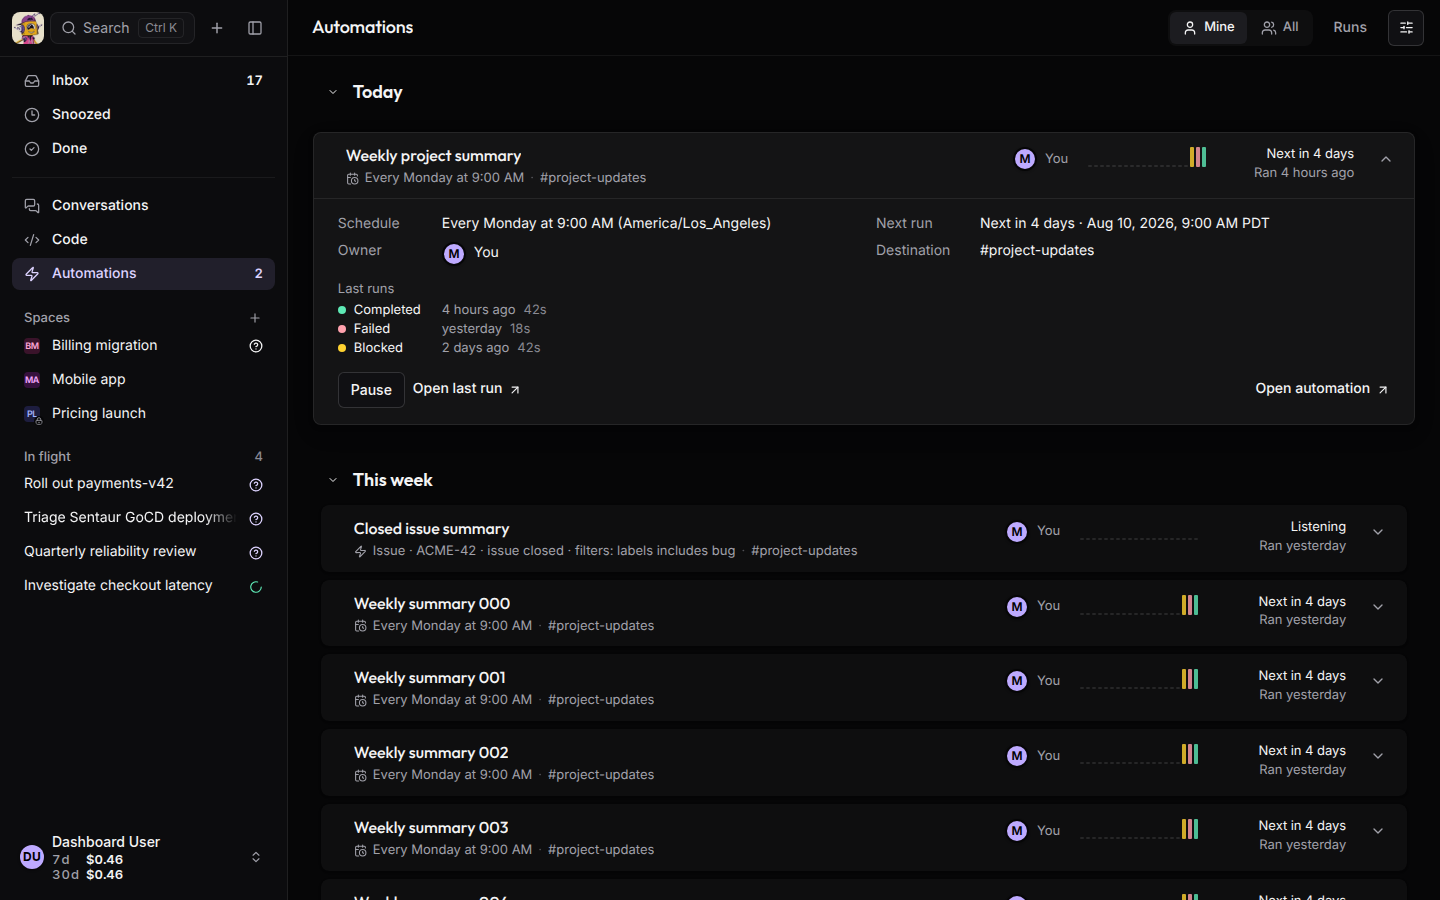 Search Ctrl K
Inbox 17
Snoozed
Done
Conversations
Code
Automations 2
Spaces
BM Billing migration
MA Mobile app
PL Pricing launch
In flight 4
Roll out payments-v42
Triage Sentaur GoCD deployme
Quarterly reliability review
Investigate checkout latency
DU Dashboard User
7d $0.46
30d $0.46
Automations
Mine All Runs
Today
Weekly project summary
Every Monday at 9:00 AM · #project-updates
M You
Next in 4 days
Ran 4 hours ago
Schedule Every Monday at 9:00 AM (America/Los_Angeles)
Next run Next in 4 days · Aug 10, 2026, 9:00 AM PDT
Owner M You
Destination #project-updates
Last runs
Completed 4 hours ago 42s
Failed yesterday 18s
Blocked 2 days ago 42s
Pause Open last run
Open automation
This week
Closed issue summary
Issue · ACME-42 · issue closed · filters: labels includes bug · #project-updates
M You
Listening
Ran yesterday
Weekly summary 000
Every Monday at 9:00 AM · #project-updates
M You
Next in 4 days
Ran yesterday
Weekly summary 001
Every Monday at 9:00 AM · #project-updates
M You
Next in 4 days
Ran yesterday
Weekly summary 002
Every Monday at 9:00 AM · #project-updates
M You
Next in 4 days
Ran yesterday
Weekly summary 003
Every Monday at 9:00 AM · #project-updates
M You
Next in 4 days
Ran yesterday